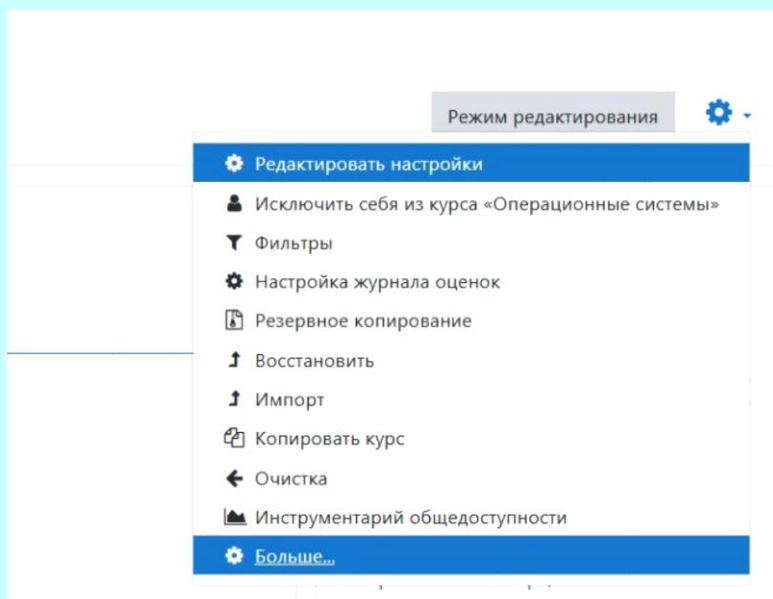 Режим редактирования
Редактировать настройки
Исключить себя из курса «Операционные системы»
Фильтры
Настройка журнала оценок
Резервное копирование
Восстановить
Импорт
Копировать курс
Очистка
Инструментарий общедоступности
Больше...